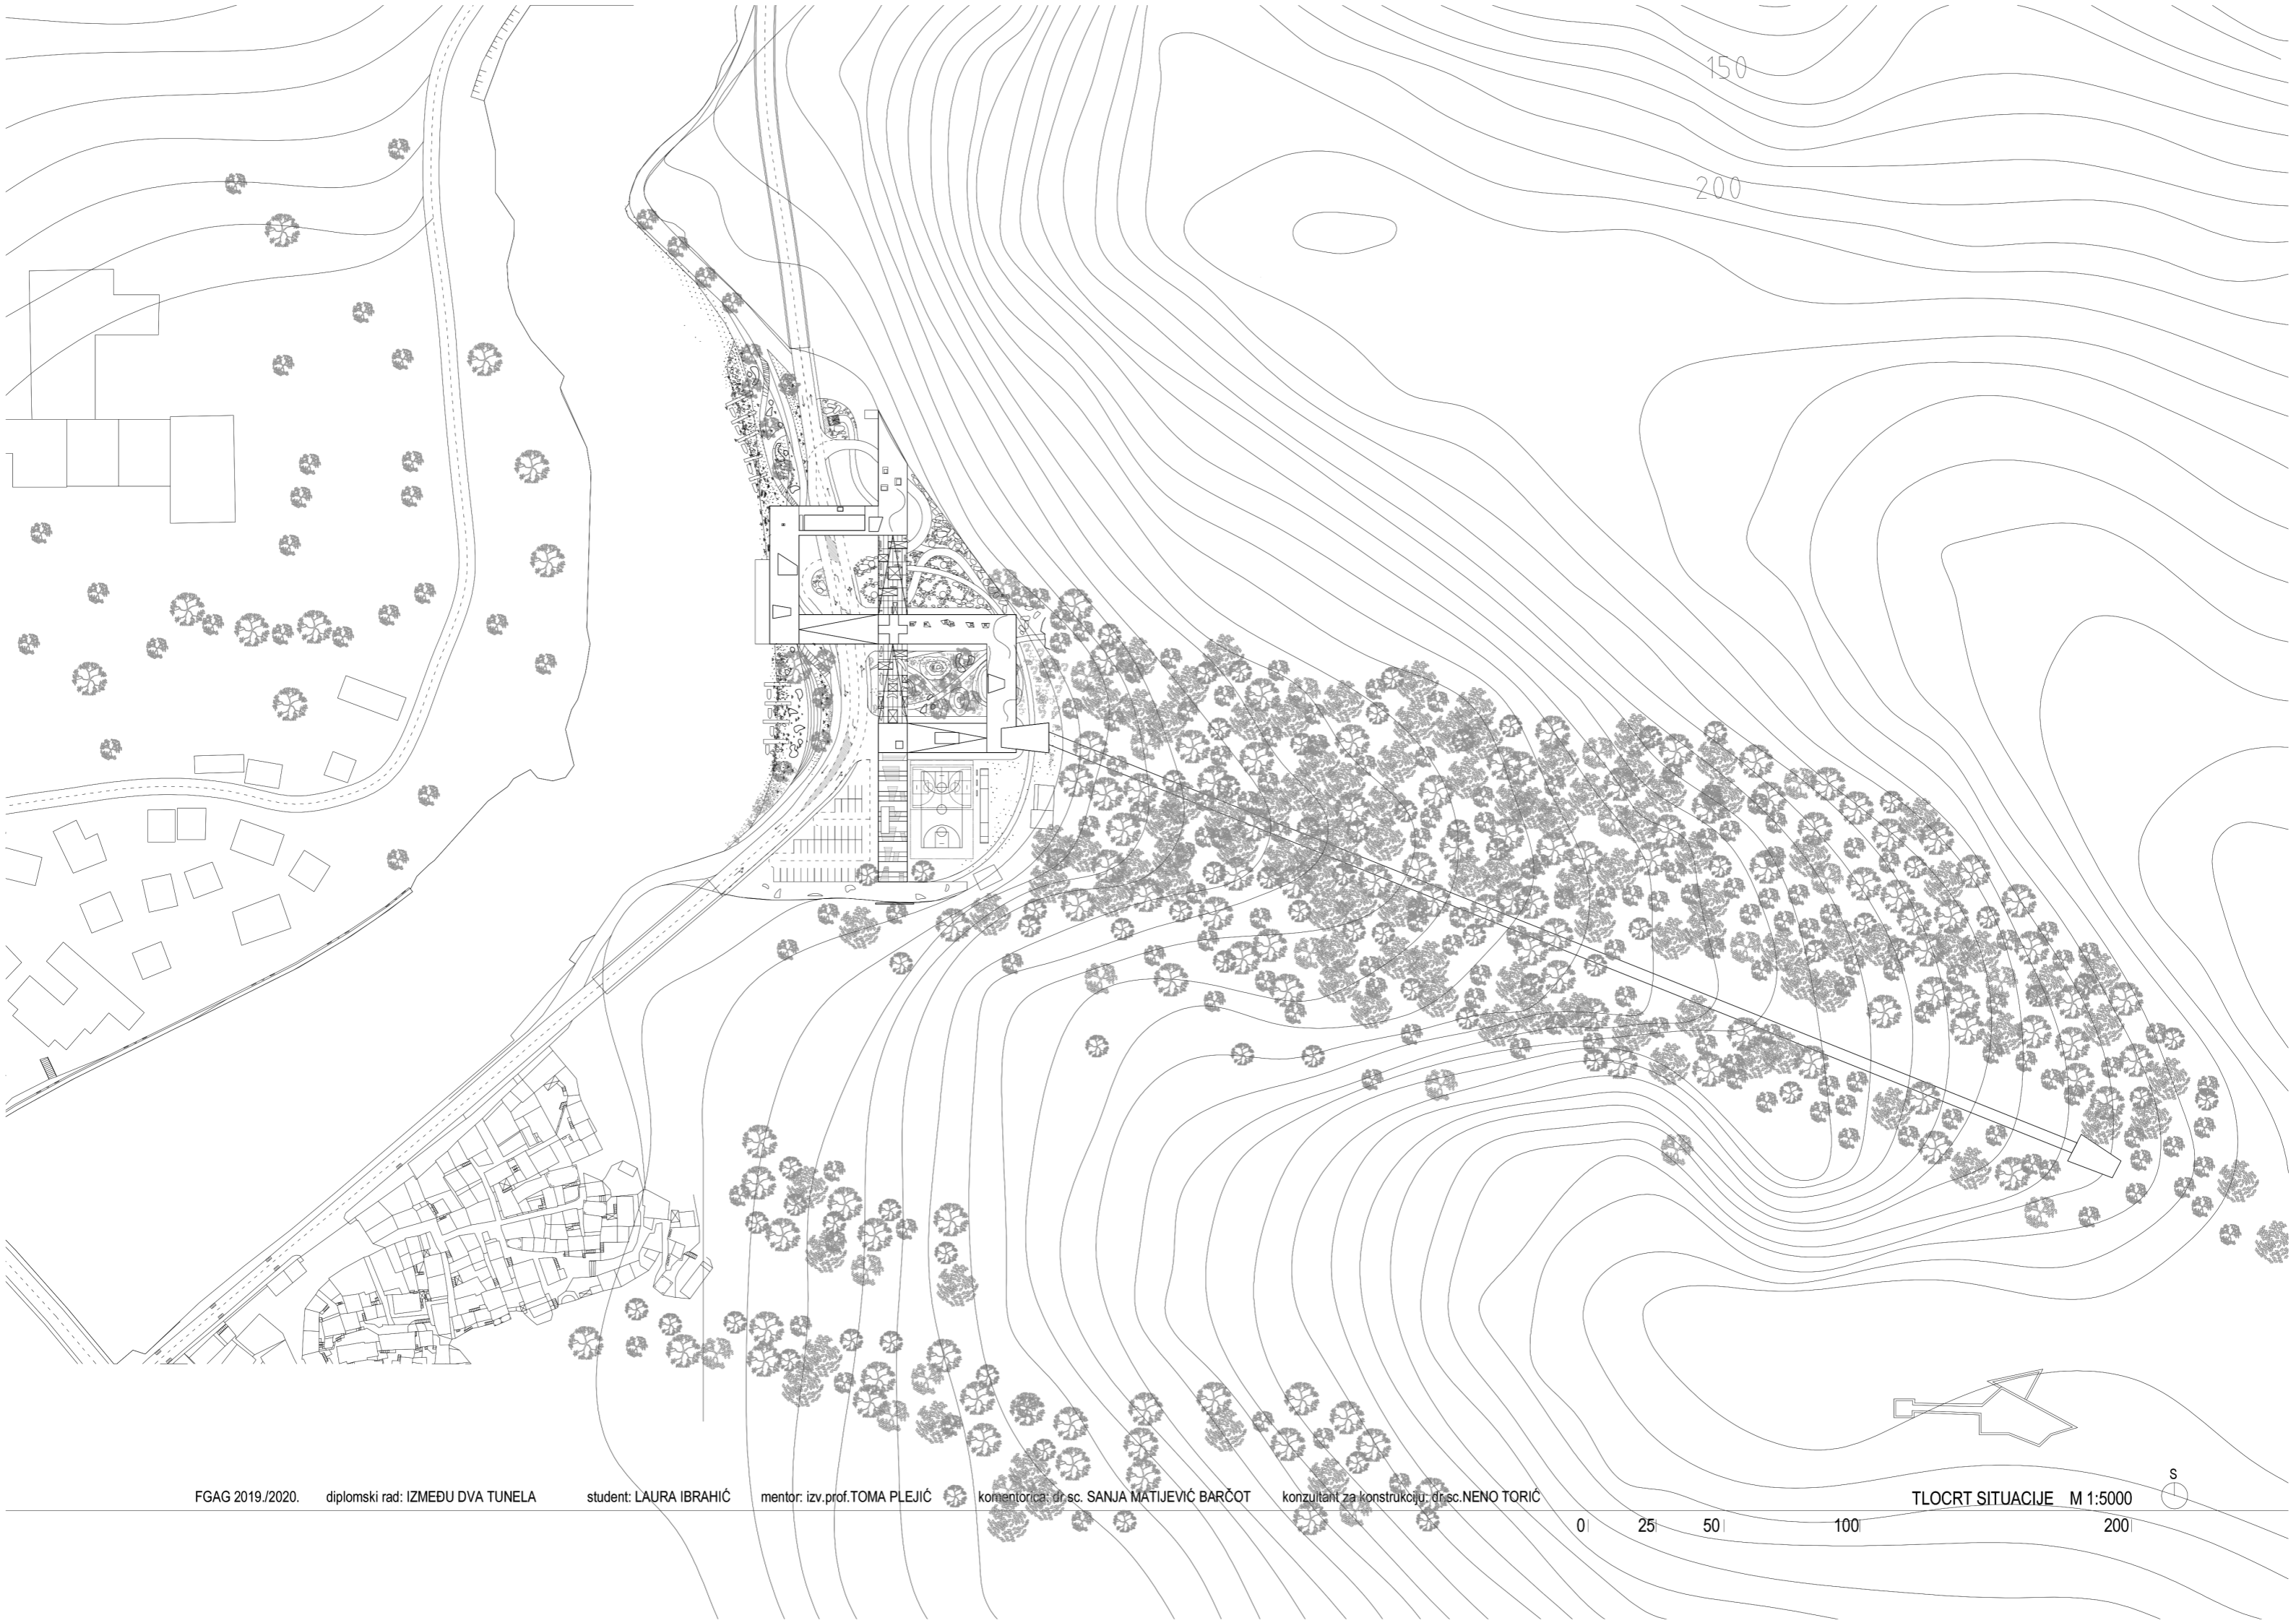 150
200
S
FGAG 2019./2020. diplomski rad: IZMEĐU DVA TUNELA student: LAURA IBRAHIĆ mentor: izv.prof.TOMA PLEJIĆ komentorica: dr.sc. SANJA MATIJEVIĆ BARČOT konzultant za konstrukciju: dr.sc.NENO TORIĆ TLOCRT SITUACIJE M 1:5000
0 25 50 100 200